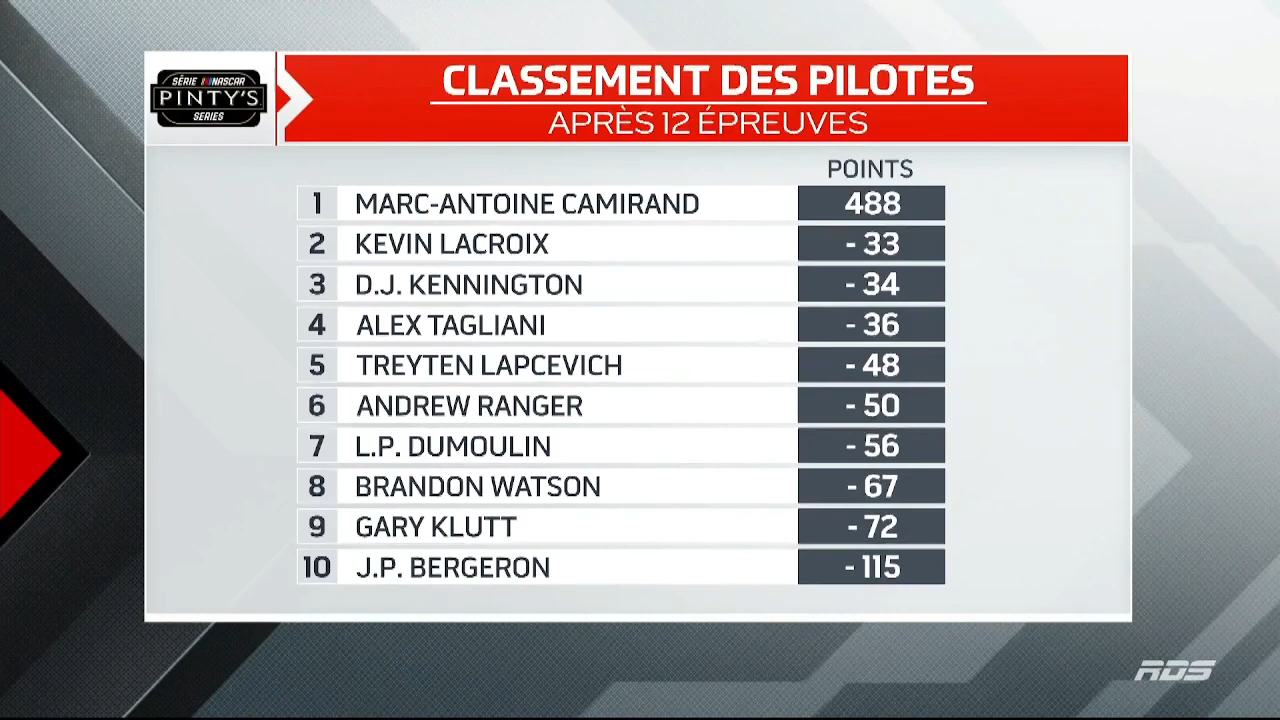 SÉRIE NASCAR
PINTY'S
SERIES
CLASSEMENT DES PILOTES
APRÈS 12 ÉPREUVES
POINTS
1 MARC-ANTOINE CAMIRAND 488
2 KEVIN LACROIX - 33
3 D.J. KENNINGTON - 34
4 ALEX TAGLIANI - 36
5 TREYTEN LAPCEVICH - 48
6 ANDREW RANGER - 50
7 L.P. DUMOULIN - 56
8 BRANDON WATSON - 67
9 GARY KLUTT - 72
10 J.P. BERGERON - 115
RDS